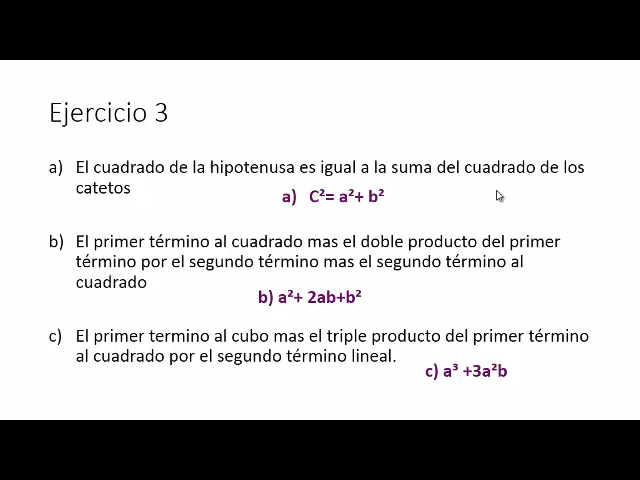 Ejercicio 3
a) El cuadrado de la hipotenusa es igual a la suma del cuadrado de los
catetos
a) C²= a²+ b²
b) El primer término al cuadrado mas el doble producto del primer
término por el segundo término mas el segundo término al
cuadrado
b) a²+ 2ab+b²
c) El primer termino al cubo mas el triple producto del primer término
al cuadrado por el segundo término lineal.
c) a³ +3a²b